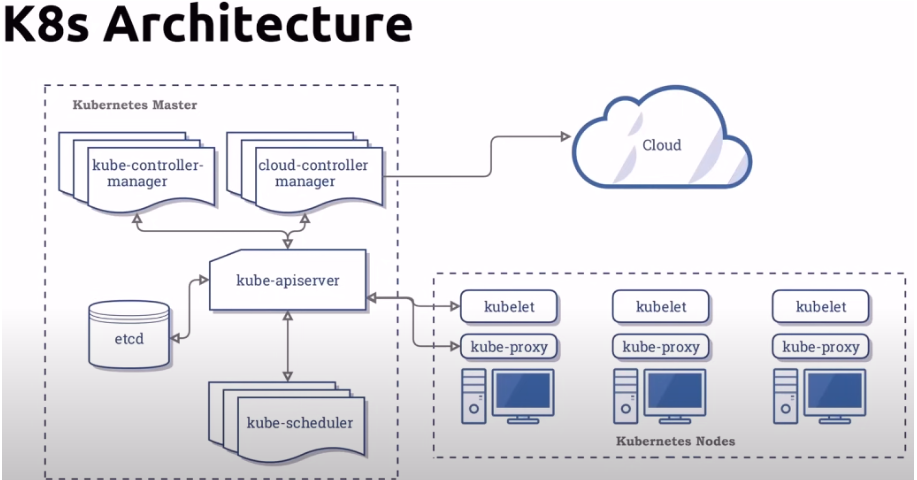 K8s Architecture
Kubernetes Master
kube-controller-
manager
cloud-controller
manager
Cloud
kube-apiserver
etcd
kube-scheduler
kubelet
kubelet
kubelet
kube-proxy
kube-proxy
kube-proxy
Kubernetes Nodes